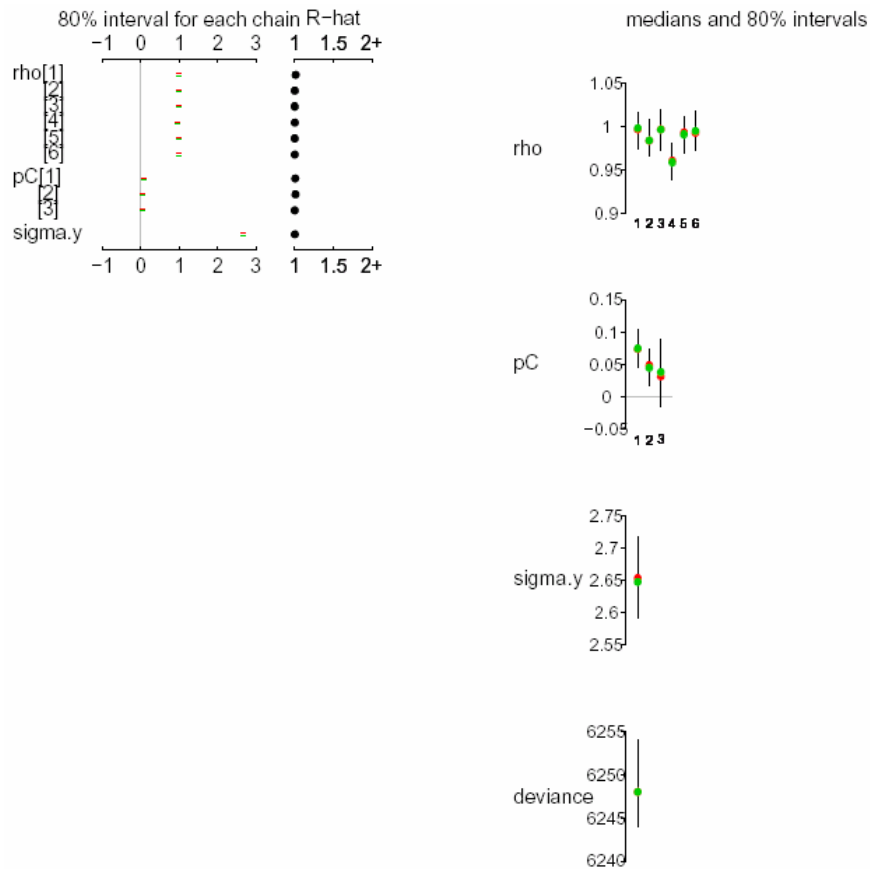 80% interval for each chain R-hat
medians and 80% intervals
−1 0 1 2 3 1 1.5 2+
rho[1]
[2]
[3]
[4]
[5]
[6]
pC[1]
[2]
[3]
sigma.y
−1 0 1 2 3 1 1.5 2+
rho
1.05
1
0.95
0.9
1 2 3 4 5 6
pC
0.15
0.1
0.05
0
−0.05
1 2 3
sigma.y
2.75
2.7
2.65
2.6
2.55
deviance
6255
6250
6245
6240